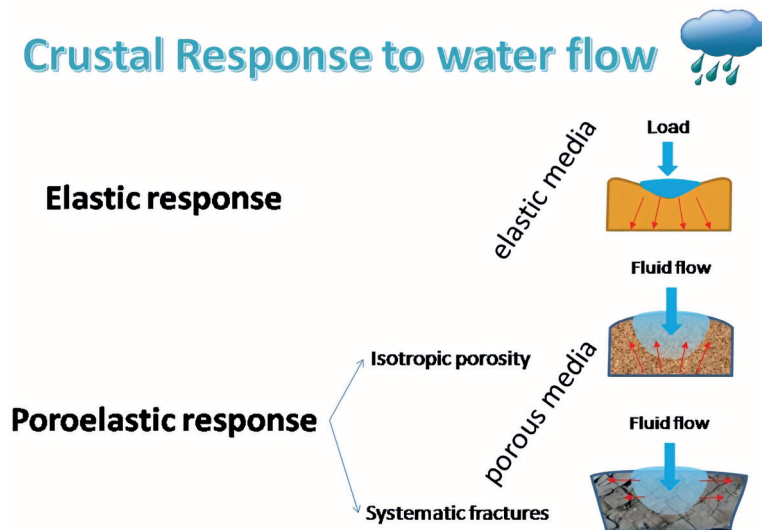 Crustal Response to water flow
Load
elastic media
Elastic response
Fluid flow
Isotropic porosity
porous media
Poroelastic response
Fluid flow
Systematic fractures